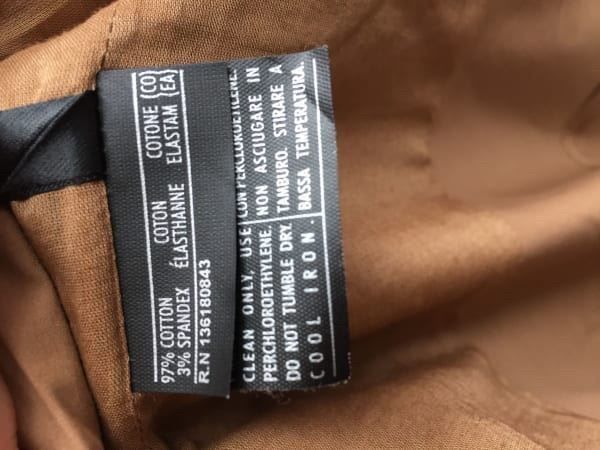 97% COTTON COTON COTONE (CO)
3% SPANDEX ÉLASTHANNE ELASTAM (EA)
R.N 136180843
CLEAN ONLY, USE
PERCHLOROETHYLENE.
DO NOT TUMBLE DRY.
COOL IRON.
CON PERCLOROETILENE.
NON ASCIUGARE IN
TAMBURO. STIRARE A
BASSA TEMPERATURA.